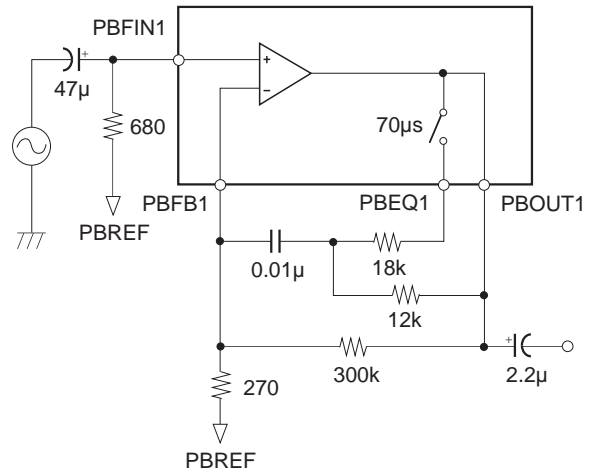 PBFIN1
+
47μ
+
−
70μs
680
PBREF
PBFB1
PBEQ1
PBOUT1
0.01μ
18k
12k
300k
+
2.2μ
270
PBREF